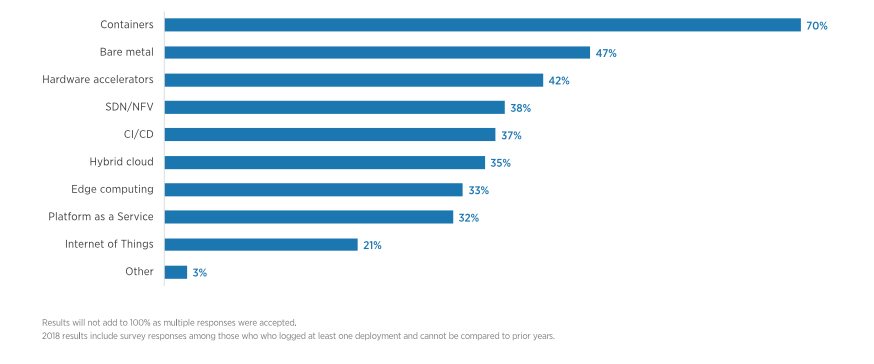 Containers 70%
Bare metal 47%
Hardware accelerators 42%
SDN/NFV 38%
CI/CD 37%
Hybrid cloud 35%
Edge computing 33%
Platform as a Service 32%
Internet of Things 21%
Other 3%
Results will not add to 100% as multiple responses were accepted.
2018 results include survey responses among those who who logged at least one deployment and cannot be compared to prior years.